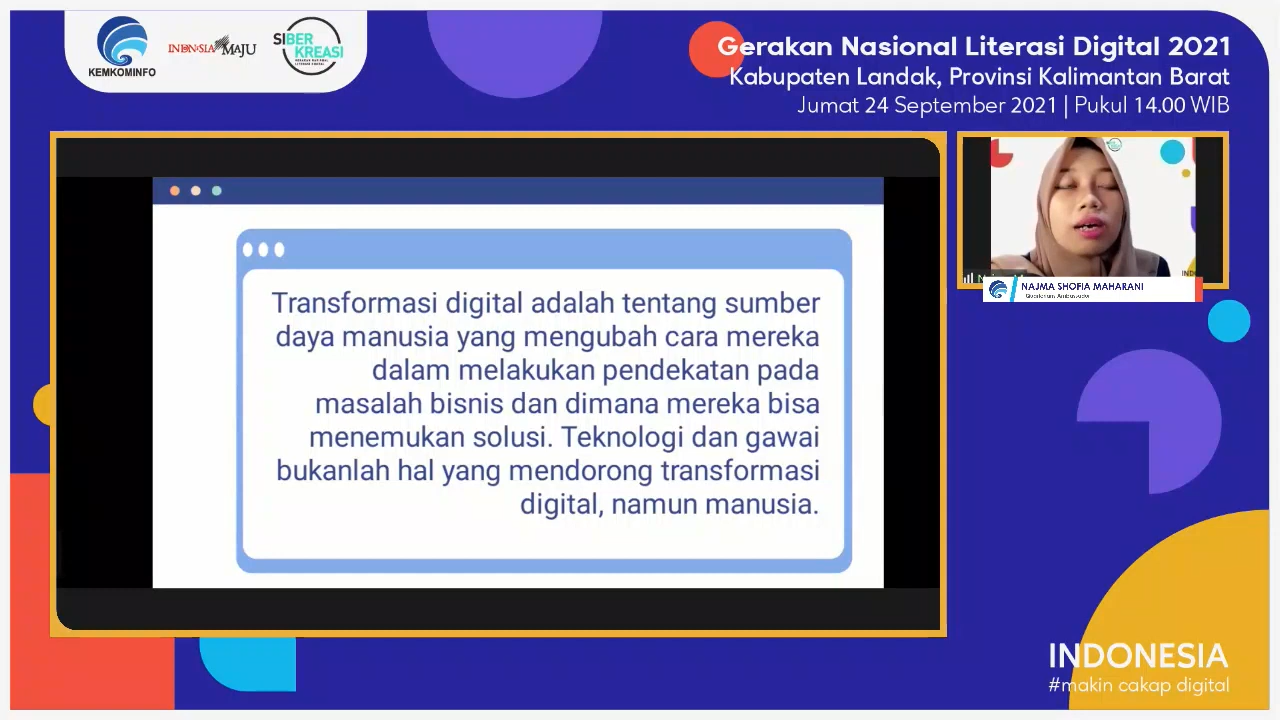 KEMKOMINFO
INDONESIA MAJU
SIBER
KREASI
Gerakan Nasional Literasi Digital 2021
Kabupaten Landak, Provinsi Kalimantan Barat
Jumat 24 September 2021 | Pukul 14.00 WIB
Transformasi digital adalah tentang sumber
daya manusia yang mengubah cara mereka
dalam melakukan pendekatan pada
masalah bisnis dan dimana mereka bisa
menemukan solusi. Teknologi dan gawai
bukanlah hal yang mendorong transformasi
digital, namun manusia.
NAJMA SHOFIA MAHARANI
INDONESIA
#makin cakap digital